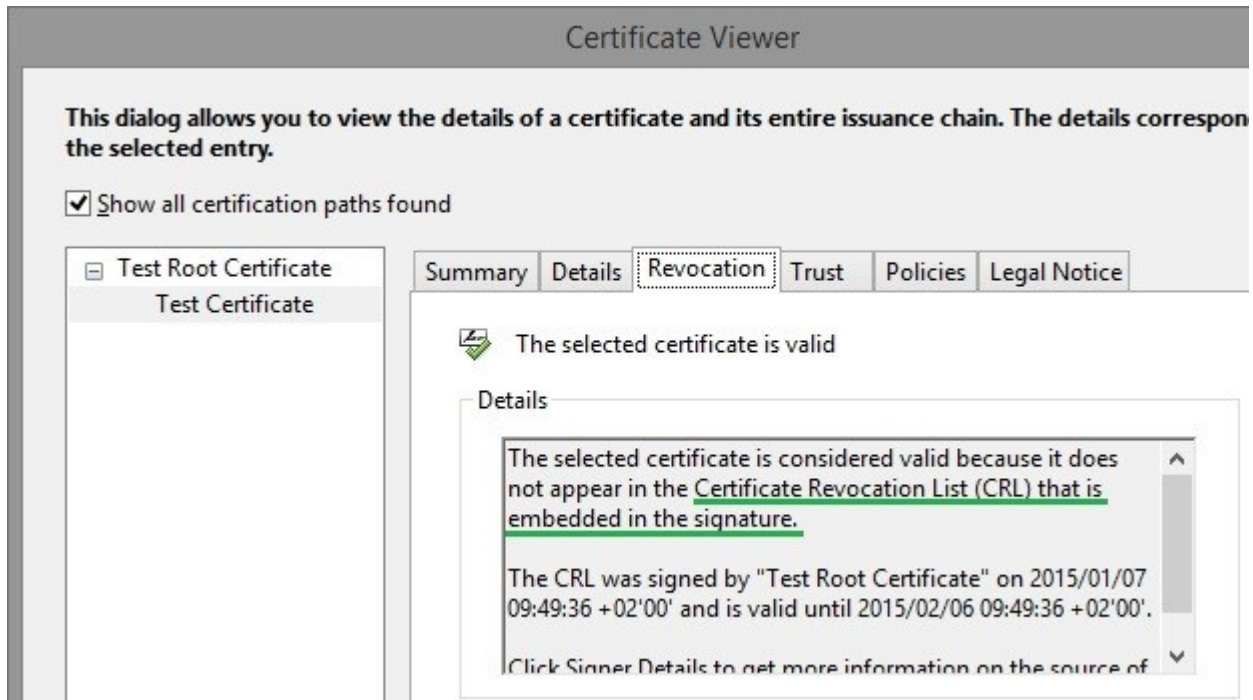 Certificate Viewer
This dialog allows you to view the details of a certificate and its entire issuance chain. The details correspon
the selected entry.
Show all certification paths found
Test Root Certificate
Test Certificate
Summary Details Revocation Trust Policies Legal Notice
The selected certificate is valid
Details
The selected certificate is considered valid because it does
not appear in the Certificate Revocation List (CRL) that is
embedded in the signature.
The CRL was signed by "Test Root Certificate" on 2015/01/07
09:49:36 +02'00' and is valid until 2015/02/06 09:49:36 +02'00'.
Click Signer Details to get more information on the source of